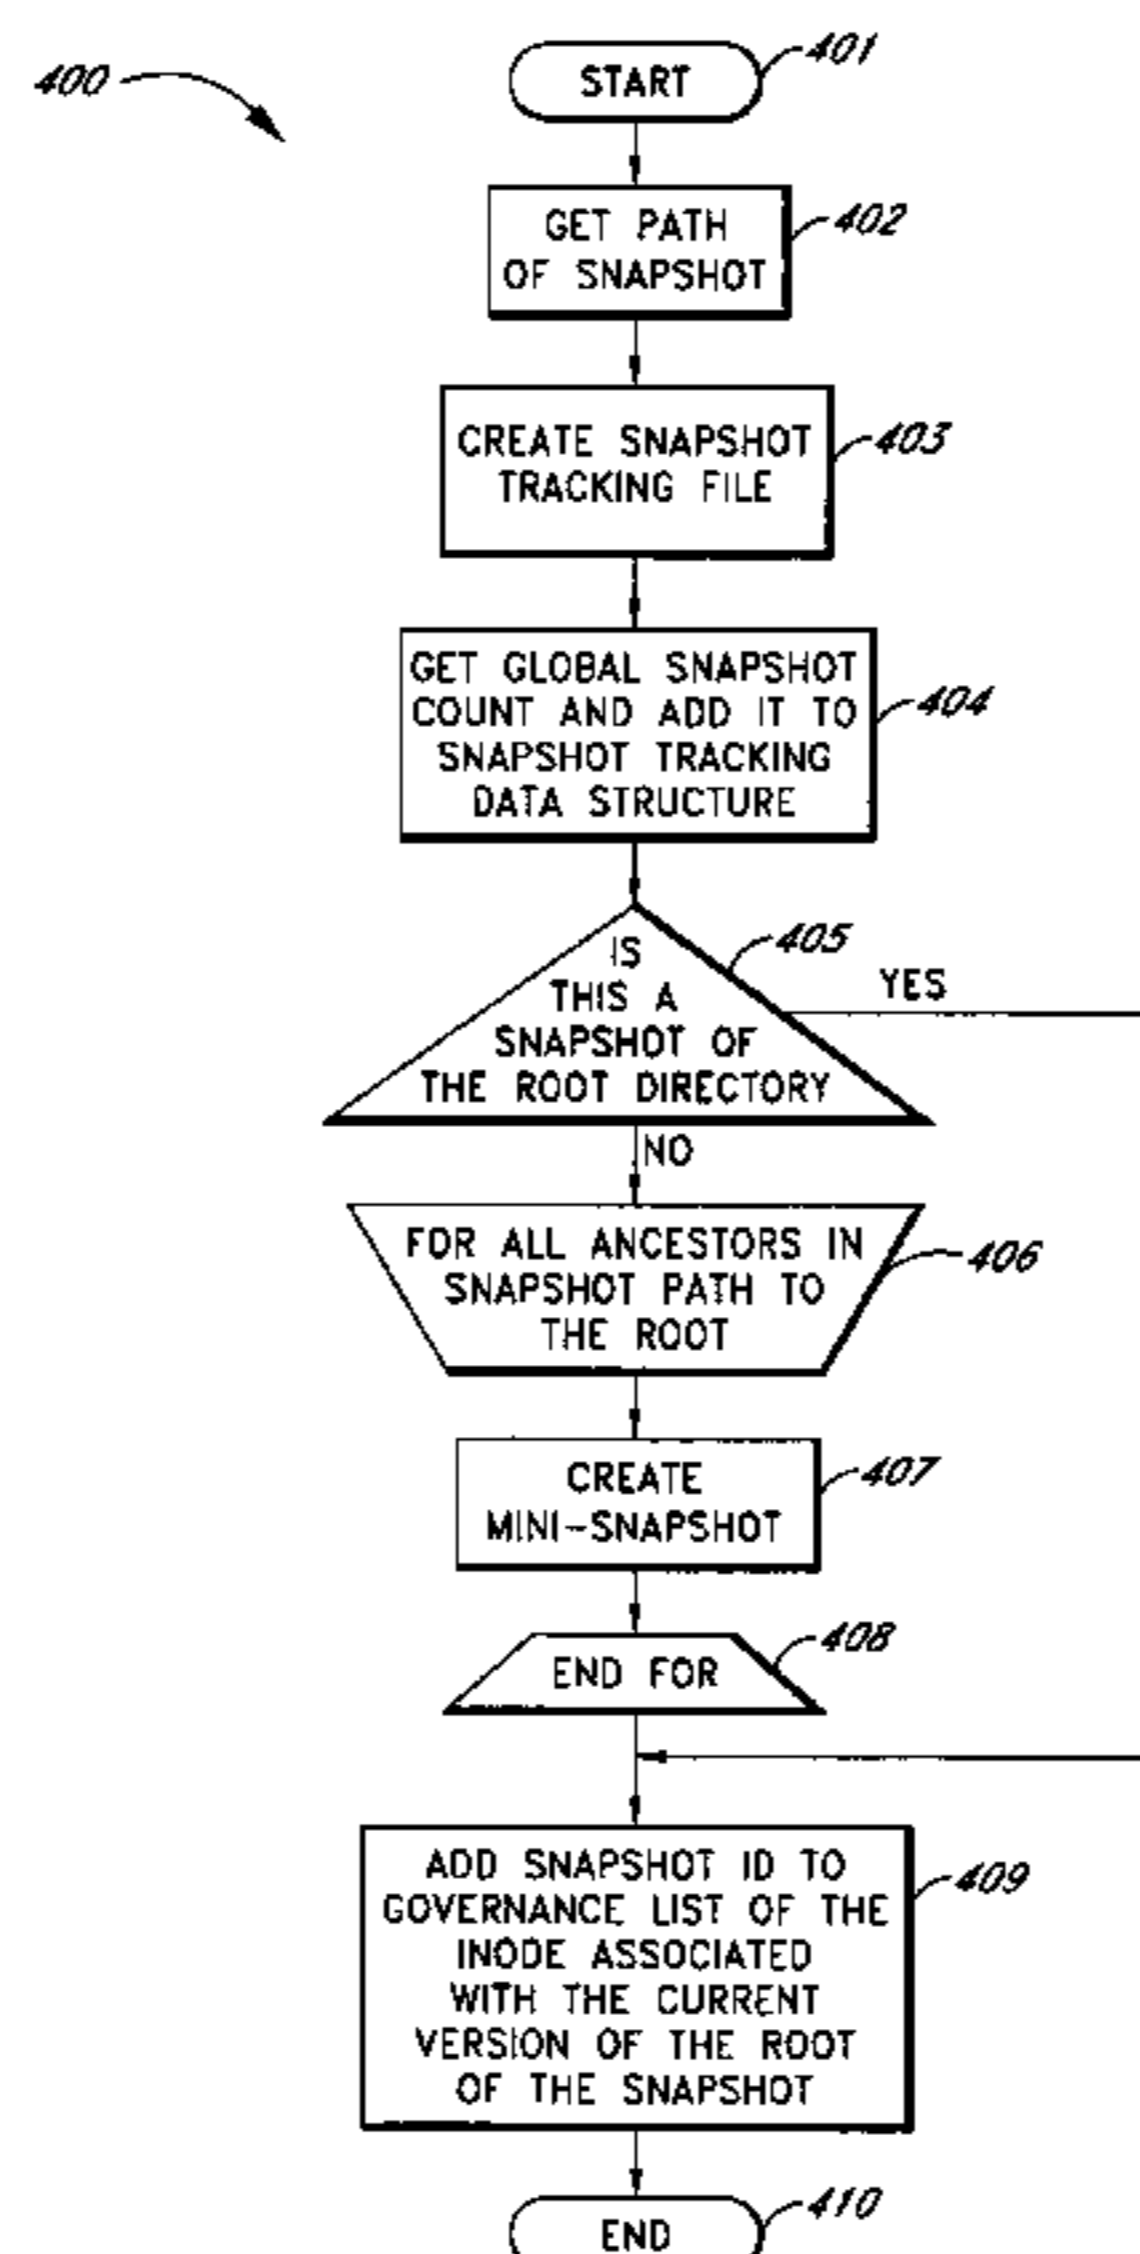 400
START
401
GET PATH
OF SNAPSHOT
402
CREATE SNAPSHOT
TRACKING FILE
403
GET GLOBAL SNAPSHOT
COUNT AND ADD IT TO
SNAPSHOT TRACKING
DATA STRUCTURE
404
IS
THIS A
SNAPSHOT OF
THE ROOT DIRECTORY
405
YES
NO
FOR ALL ANCESTORS IN
SNAPSHOT PATH TO
THE ROOT
406
CREATE
MINI-SNAPSHOT
407
END FOR
408
ADD SNAPSHOT ID TO
GOVERNANCE LIST OF THE
INODE ASSOCIATED
WITH THE CURRENT
VERSION OF THE ROOT
OF THE SNAPSHOT
409
END
410